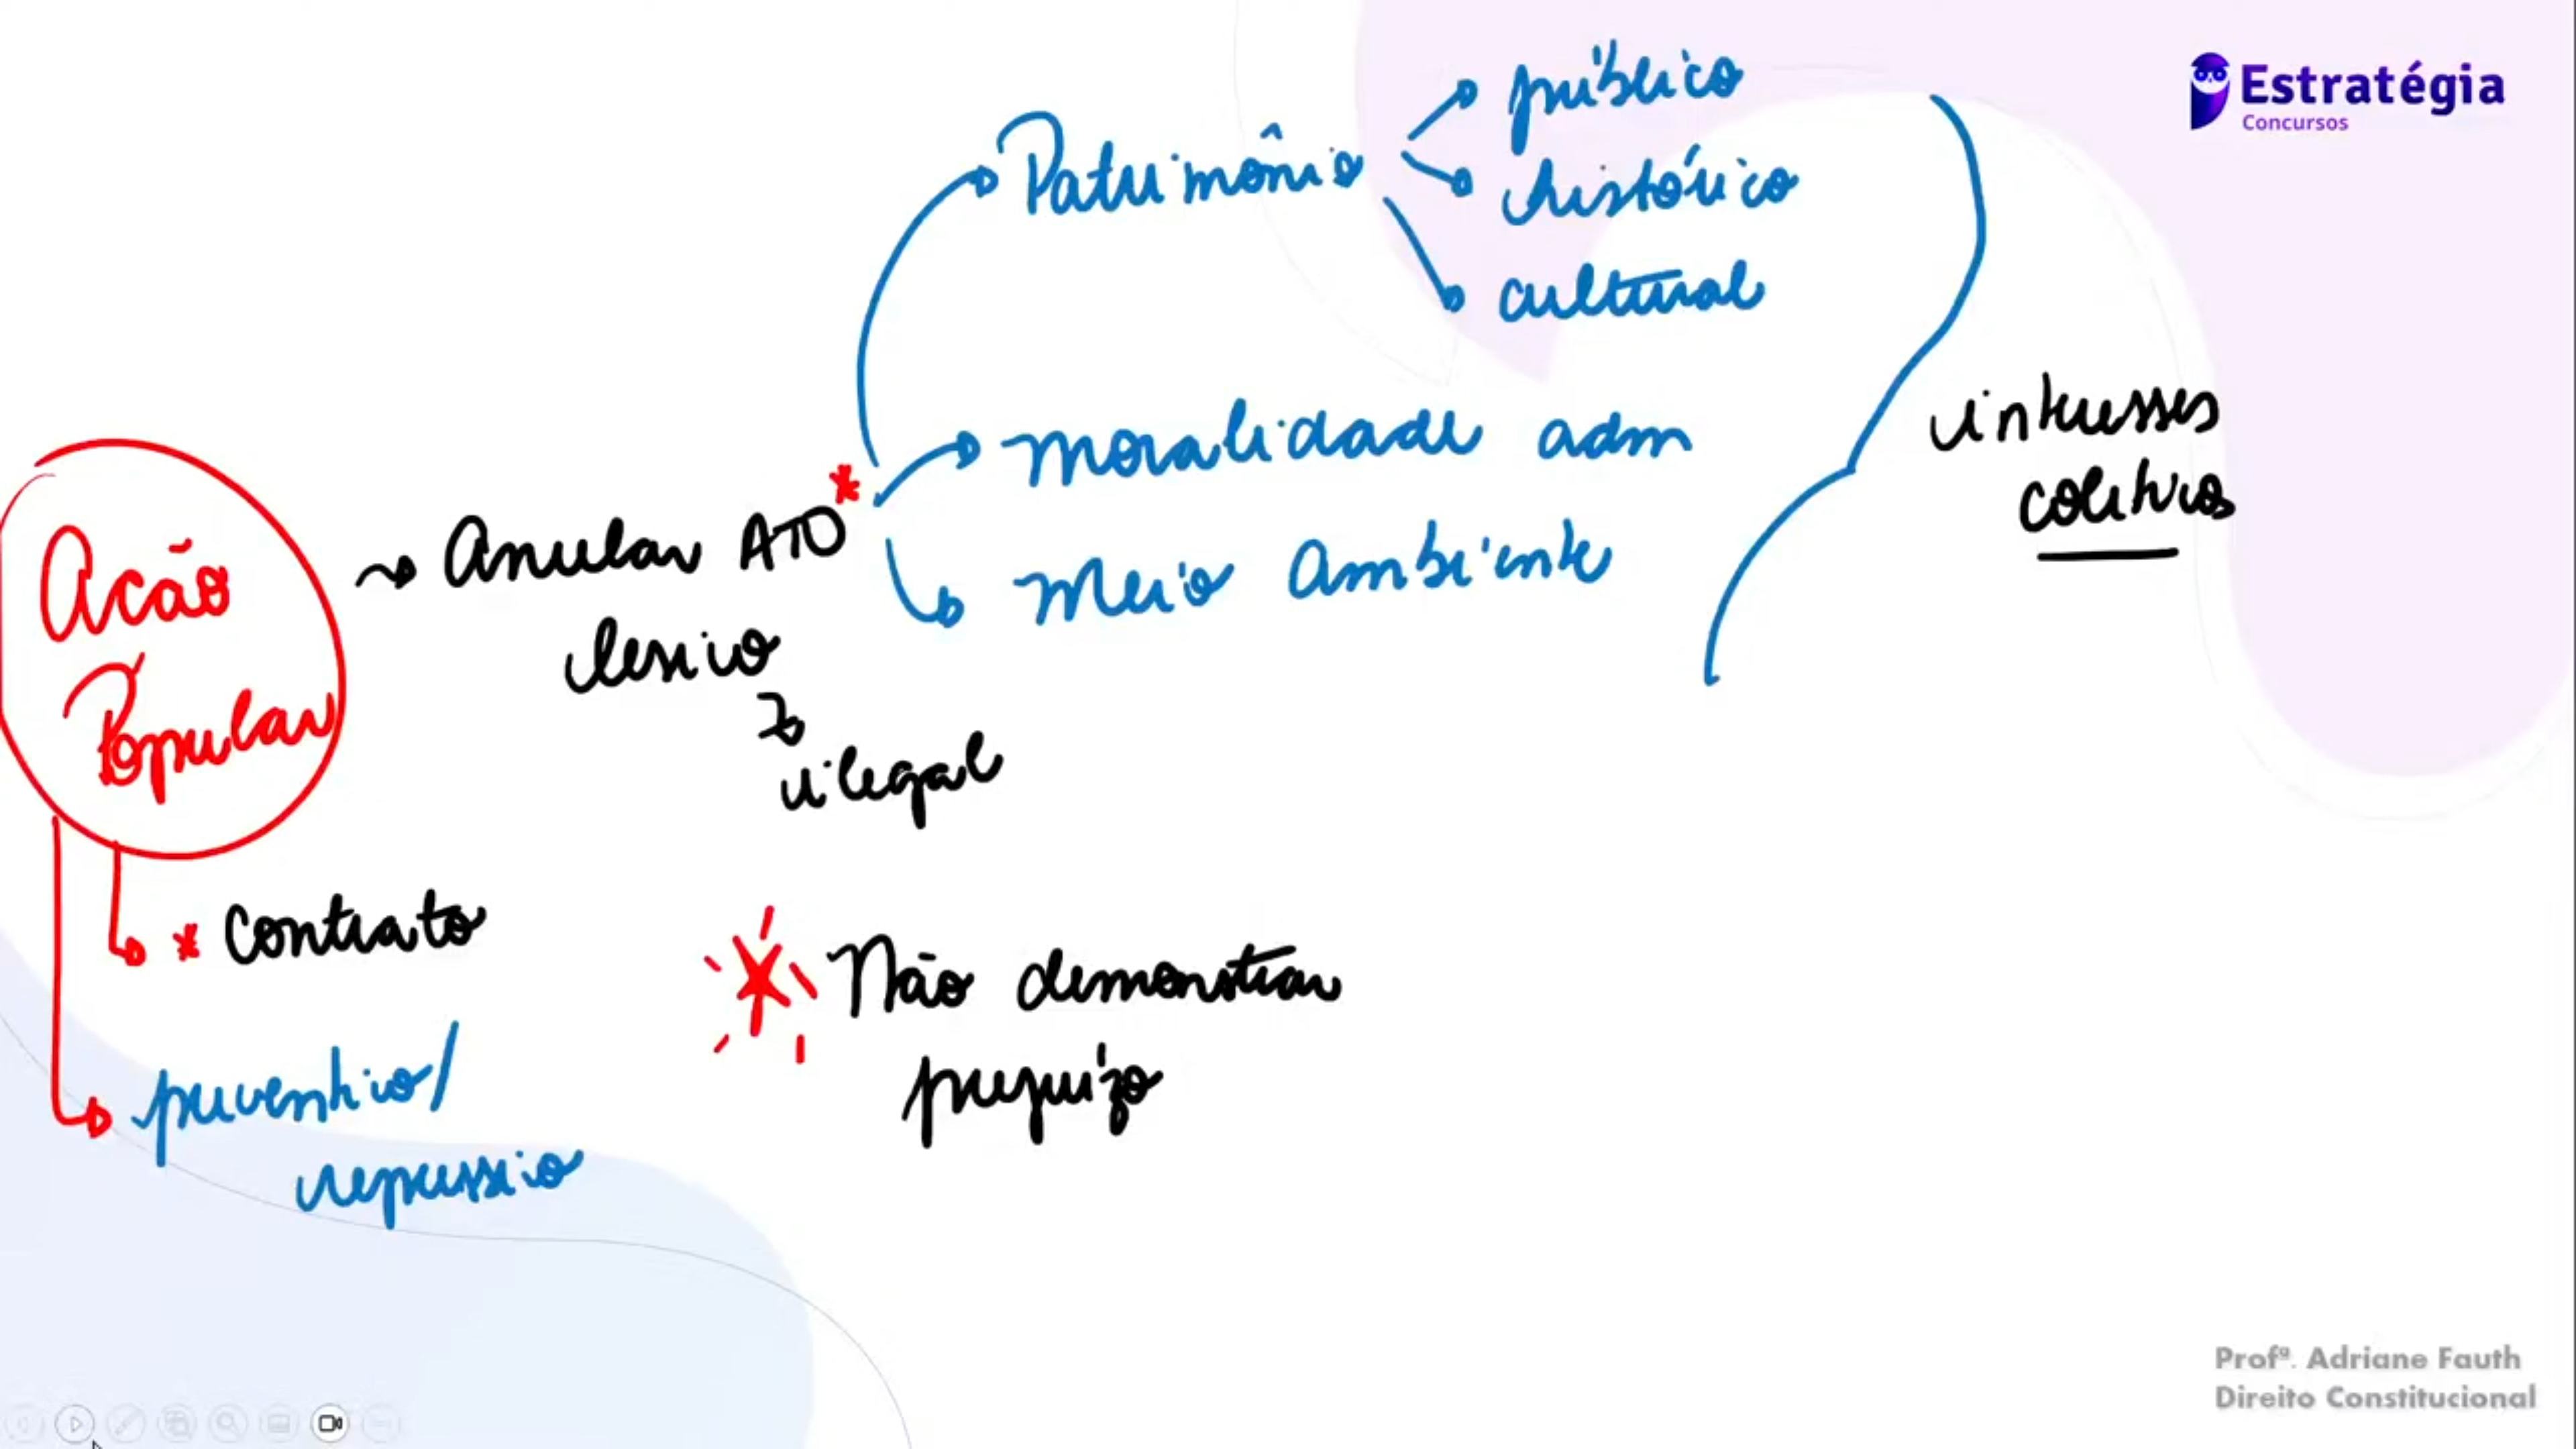 Estratégia
Concursos
Patrimônio
público
histórico
cultural
moralidade adm
Meio Ambiente
interesses
coletivos
Ação
Popular
Anular ATO*
lesivo
ilegal
* Contrato
preventivo/
repressivo
Não demonstrar
prejuízo
Profª. Adriane Fauth
Direito Constitucional